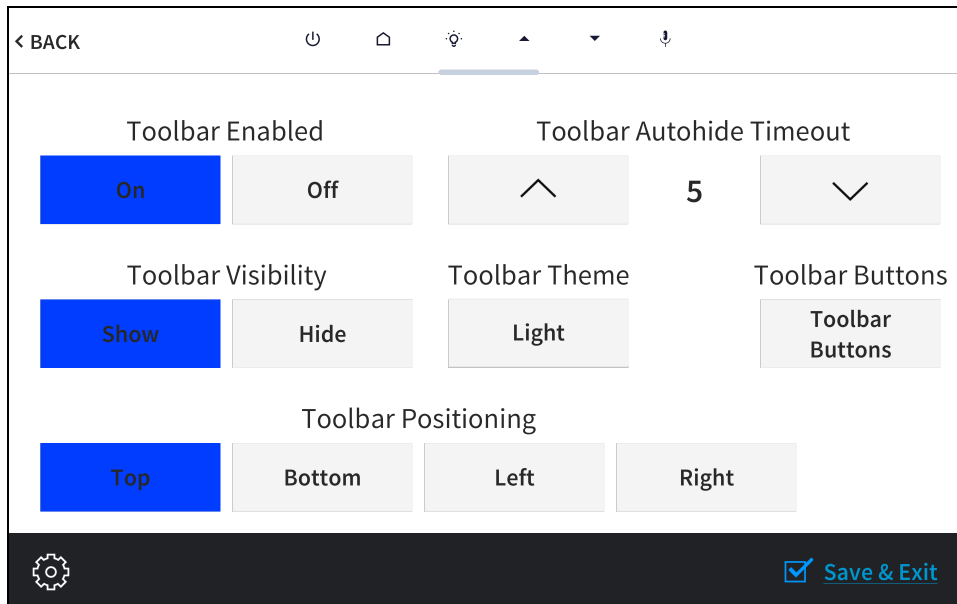 < BACK
Toolbar Enabled
Toolbar Autohide Timeout
On
Off
5
Toolbar Visibility
Toolbar Theme
Toolbar Buttons
Show
Hide
Light
Toolbar
Buttons
Toolbar Positioning
Top
Bottom
Left
Right
Save & Exit